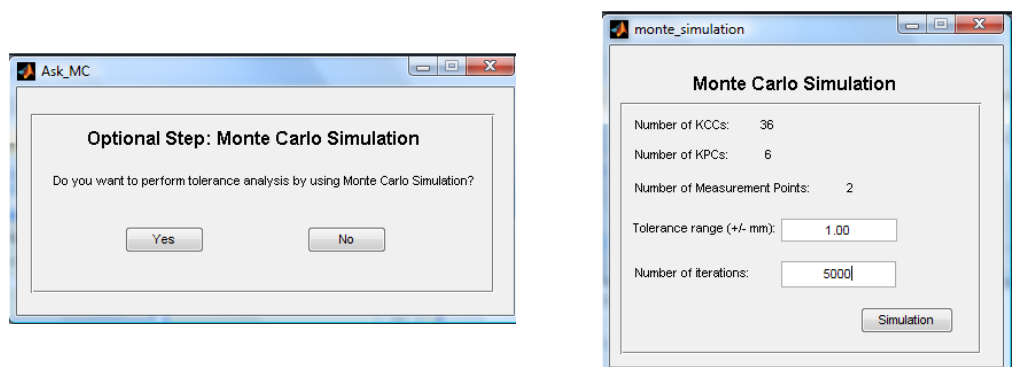 Ask_MC
Optional Step: Monte Carlo Simulation
Do you want to perform tolerance analysis by using Monte Carlo Simulation?
Yes No
monte_simulation
Monte Carlo Simulation
Number of KCCs: 36
Number of KPCs: 6
Number of Measurement Points: 2
Tolerance range (+/- mm): 1.00
Number of iterations: 5000
Simulation